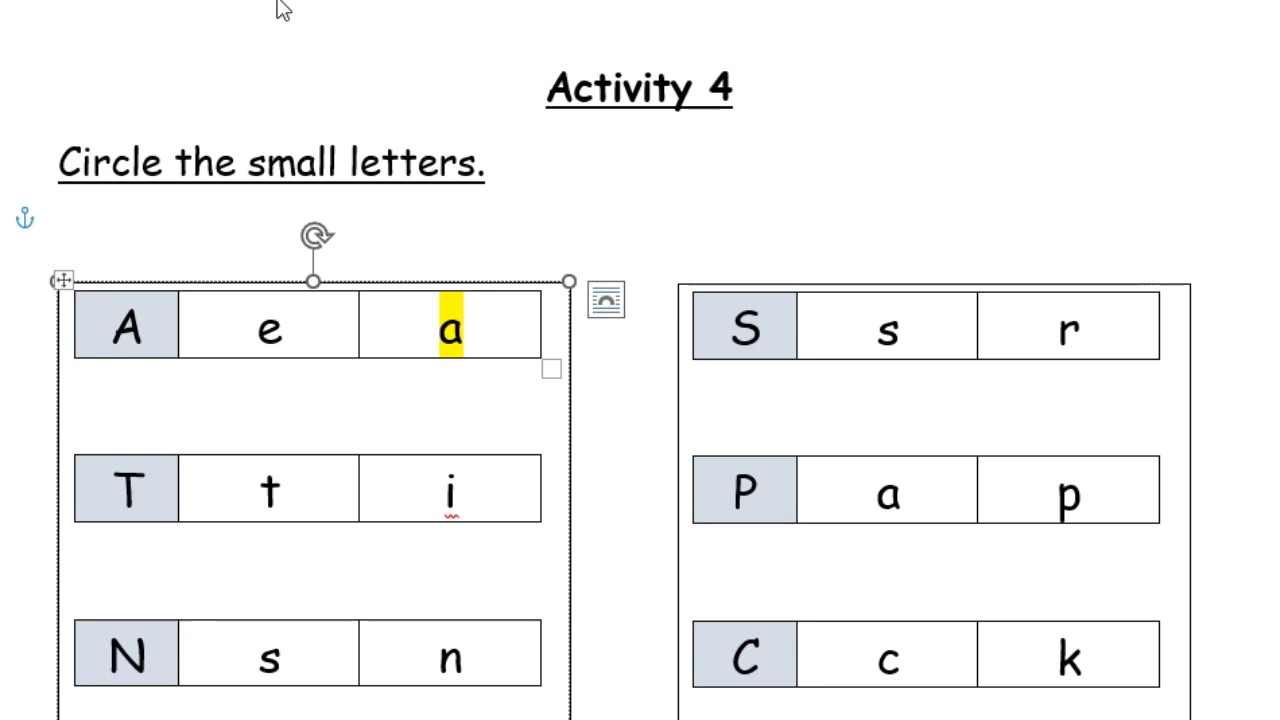 Activity 4
Circle the small letters.
A e a
T t i
N s n
S s r
P a p
C c k